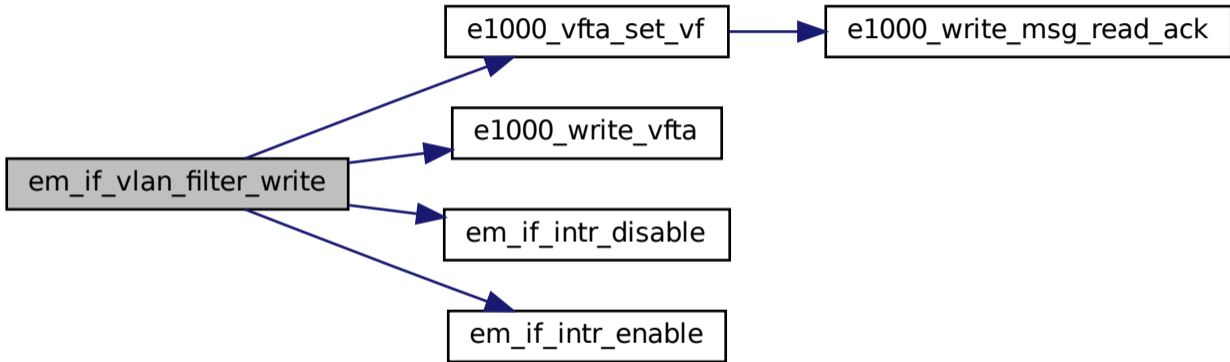 e1000_vfta_set_vf
e1000_write_msg_read_ack
e1000_write_vfta
em_if_vlan_filter_write
em_if_intr_disable
em_if_intr_enable